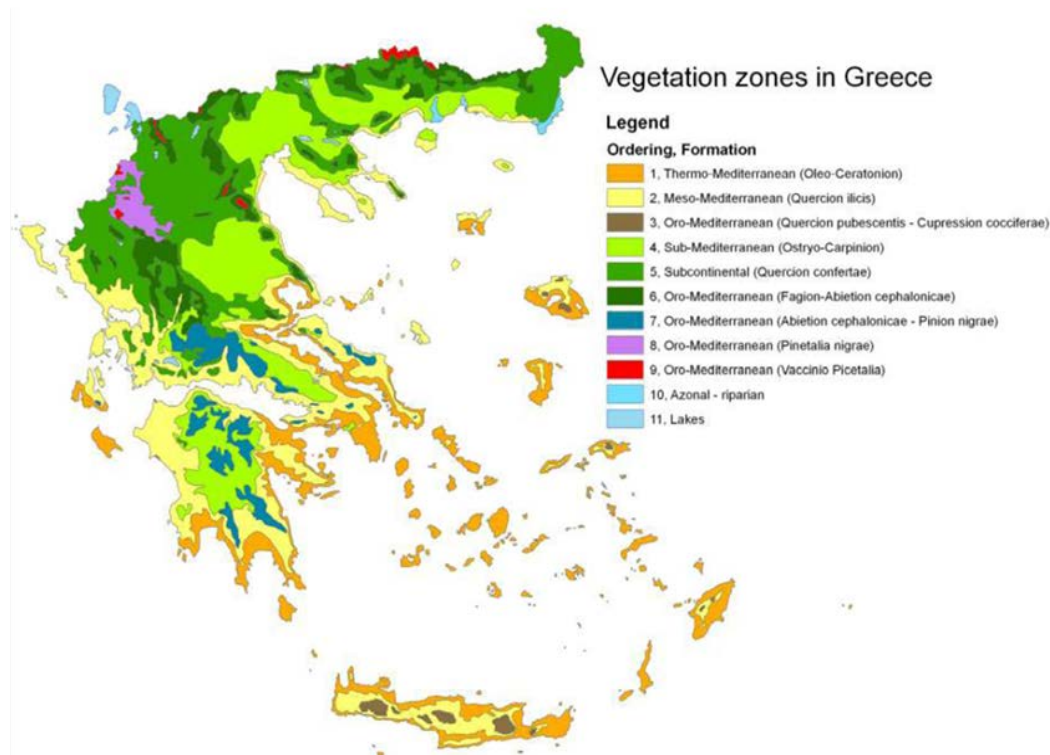 Vegetation zones in Greece
Legend
Ordering, Formation
1, Thermo-Mediterranean (Oleo-Ceratonion)
2, Meso-Mediterranean (Quercion ilicis)
3, Oro-Mediterranean (Quercion pubescentis - Cupression cocciferae)
4, Sub-Mediterranean (Ostryo-Carpinion)
5, Subcontinental (Quercion confertae)
6, Oro-Mediterranean (Fagion-Abietion cephalonicae)
7, Oro-Mediterranean (Abietion cephalonicae - Pinion nigrae)
8, Oro-Mediterranean (Pinetalia nigrae)
9, Oro-Mediterranean (Vaccinio Picetalia)
10, Azonal - riparian
11, Lakes